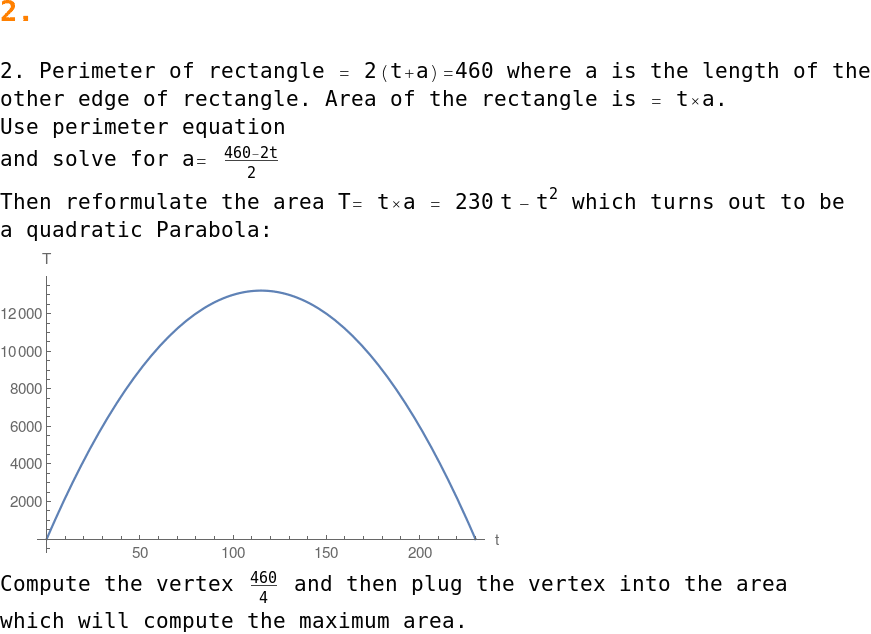 2.
2. Perimeter of rectangle = 2(t+a)=460 where a is the length of the
other edge of rectangle. Area of the rectangle is = t×a.
Use perimeter equation
and solve for a= \frac{460-2t}{2}
Then reformulate the area T= t×a = 230 t - t^2 which turns out to be
a quadratic Parabola:
T
12000
10000
8000
6000
4000
2000
50 100 150 200 t
Compute the vertex \frac{460}{4} and then plug the vertex into the area
which will compute the maximum area.